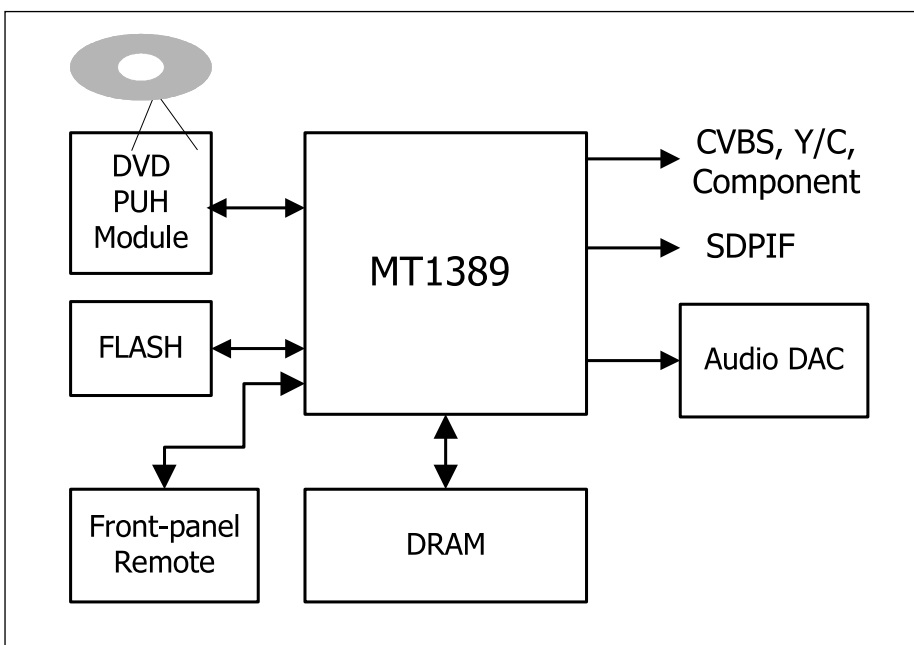 DVD
PUH
Module
FLASH
Front-panel
Remote
MT1389
DRAM
CVBS, Y/C,
Component
SDPIF
Audio DAC